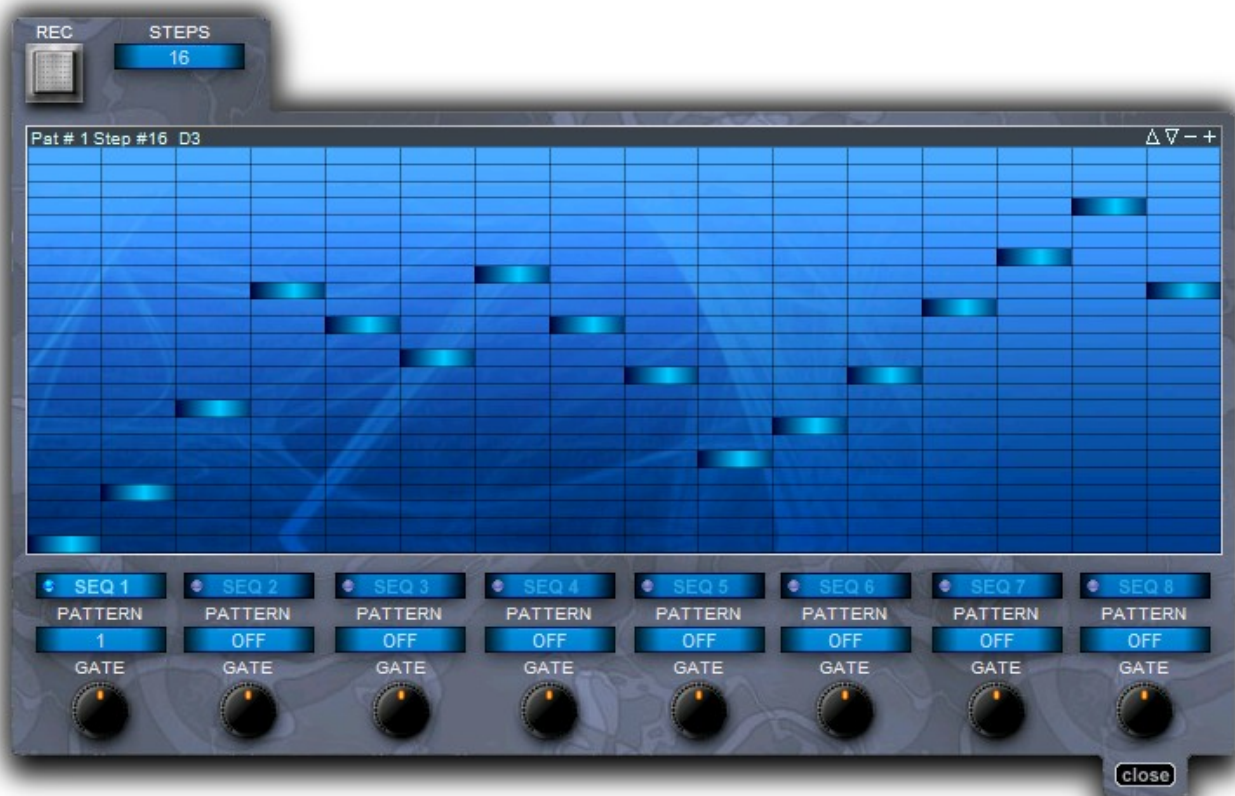 REC STEPS
16
Pat # 1 Step #16 D3
SEQ 1 SEQ 2 SEQ 3 SEQ 4 SEQ 5 SEQ 6 SEQ 7 SEQ 8
PATTERN PATTERN PATTERN PATTERN PATTERN PATTERN PATTERN PATTERN
1 OFF OFF OFF OFF OFF OFF OFF
GATE GATE GATE GATE GATE GATE GATE GATE
close